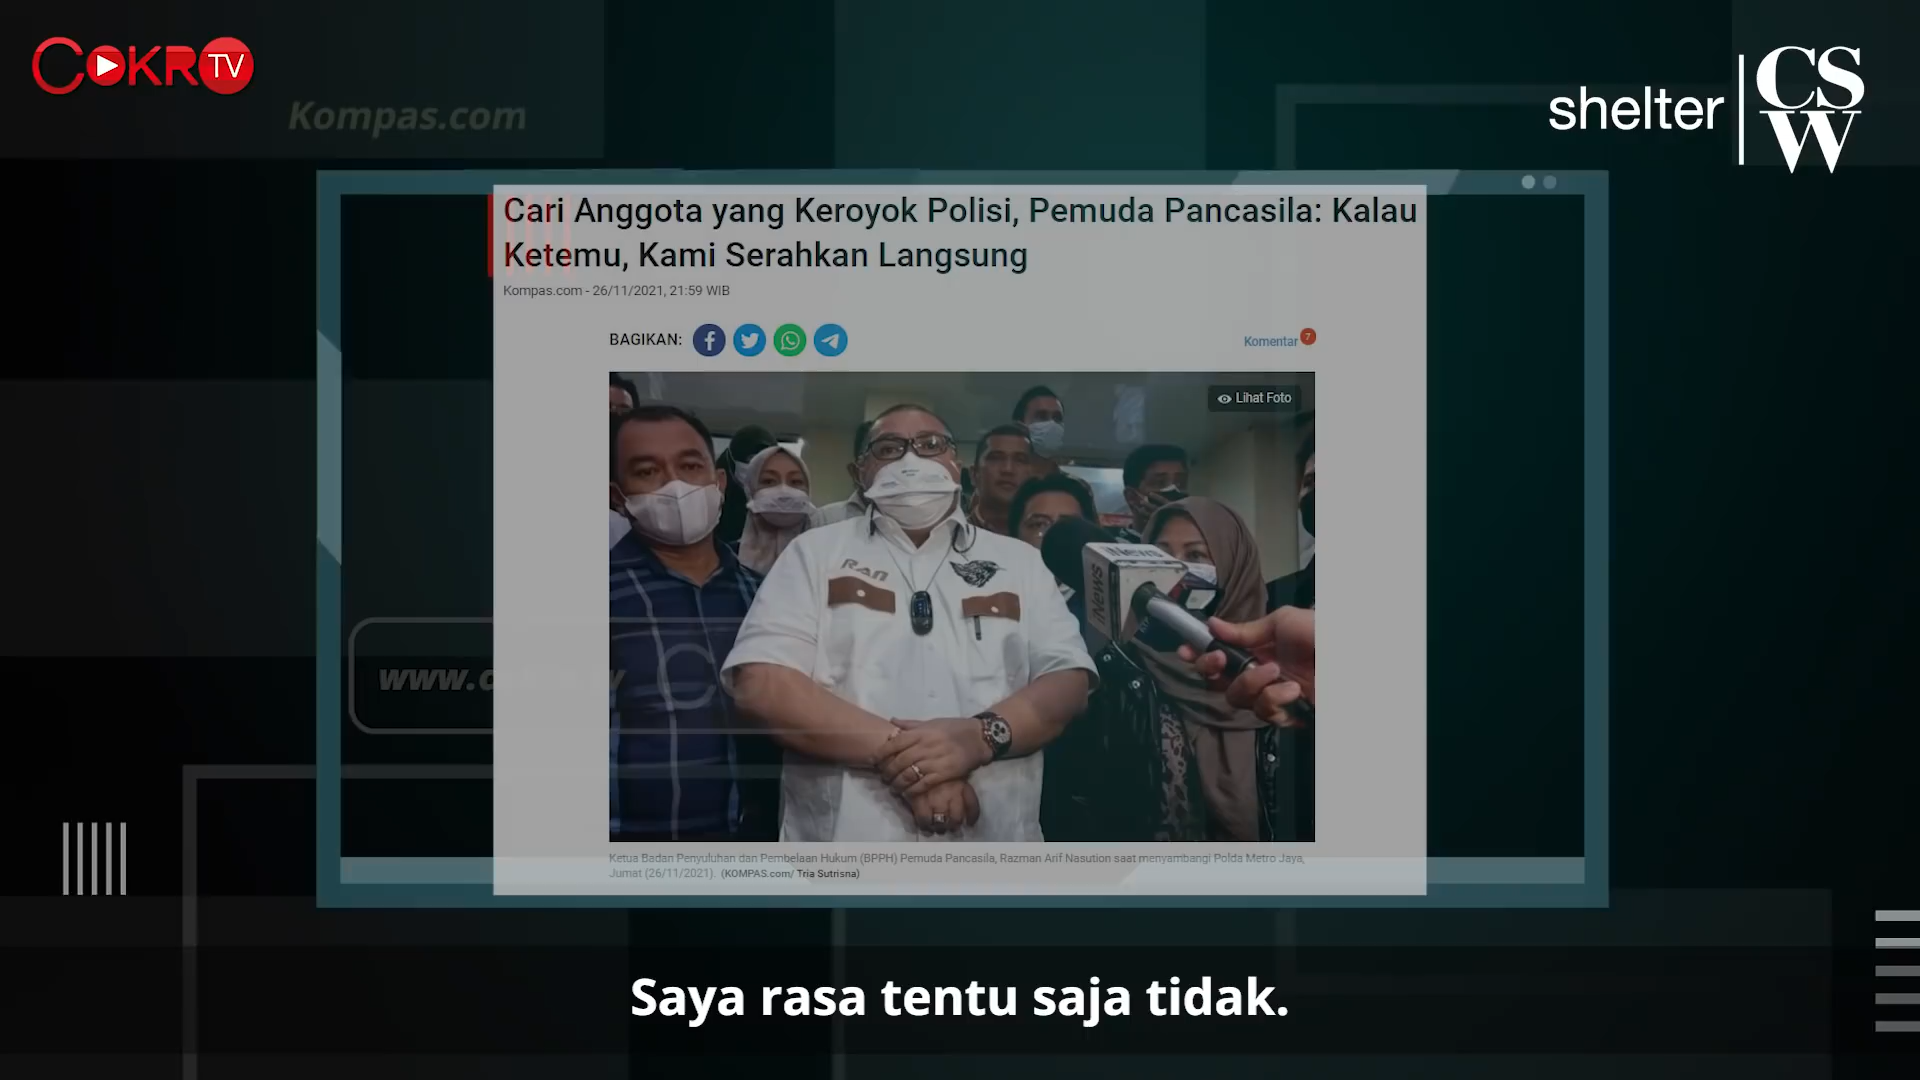 COKRO TV
shelter
CSW
Kompas.com
Cari Anggota yang Keroyok Polisi, Pemuda Pancasila: Kalau
Ketemu, Kami Serahkan Langsung
Kompas.com - 26/11/2021, 21:59 WIB
BAGIKAN:
Komentar 7
Lihat Foto
RAN
iNews
iNews
www.
Ketua Badan Penyuluhan dan Pembelaan Hukum (BPPH) Pemuda Pancasila, Razman Arif Nasution saat menyambangi Polda Metro Jaya,
Jumat (26/11/2021). (KOMPAS.com/ Tria Sutrisna)
Saya rasa tentu saja tidak.